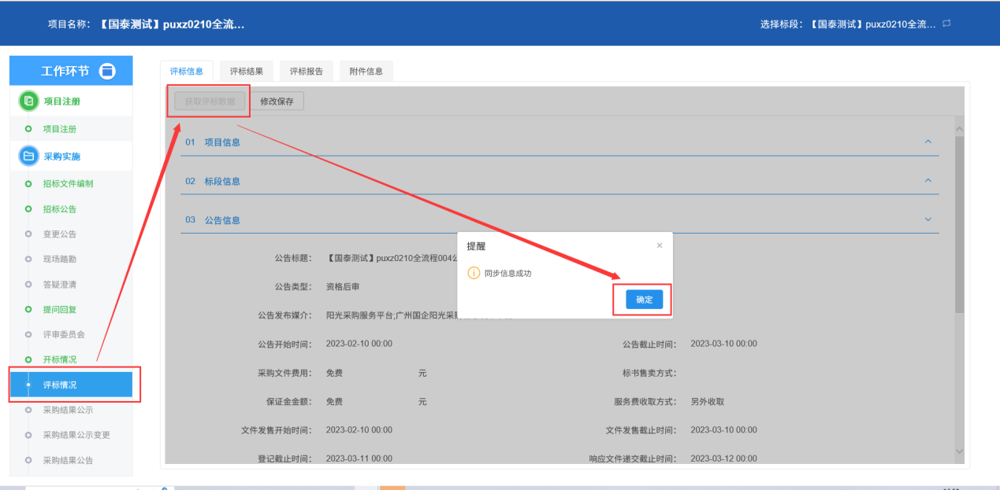 项目名称： 【国泰测试】puxz0210全流...
选择标段： 【国泰测试】puxz0210全流...
工作环节
项目注册
项目注册
采购实施
招标文件编制
招标公告
变更公告
现场踏勘
答疑澄清
提问回复
评审委员会
开标情况
评标情况
采购结果公示
采购结果公示变更
采购结果公告
评标信息 评标结果 评标报告 附件信息
获取评标数据 修改保存
01 项目信息
02 标段信息
03 公告信息
公告标题： 【国泰测试】puxz0210全流程004
公告类型： 资格后审
公告发布媒介： 阳光采购服务平台;广州国企阳光采
公告开始时间： 2023-02-10 00:00 公告截止时间： 2023-03-10 00:00
采购文件费用： 免费 元 标书售卖方式：
保证金金额： 免费 元 服务费收取方式： 另外收取
文件发售开始时间： 2023-02-10 00:00 文件发售截止时间： 2023-03-10 00:00
登记截止时间： 2023-03-11 00:00 响应文件递交截止时间： 2023-03-12 00:00
提醒
同步信息成功
确定